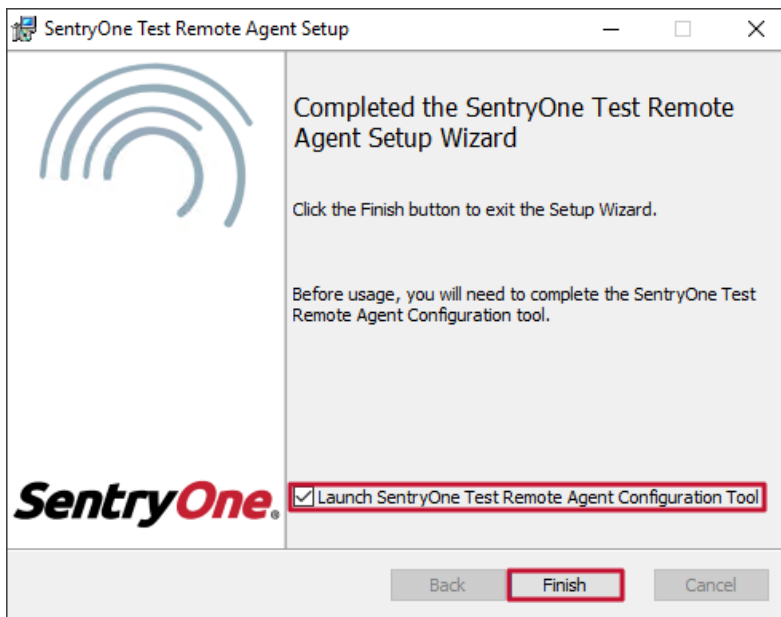 SentryOne Test Remote Agent Setup
Completed the SentryOne Test Remote
Agent Setup Wizard
Click the Finish button to exit the Setup Wizard.
Before usage, you will need to complete the SentryOne Test
Remote Agent Configuration tool.
SentryOne®
Launch SentryOne Test Remote Agent Configuration Tool
Back
Finish
Cancel